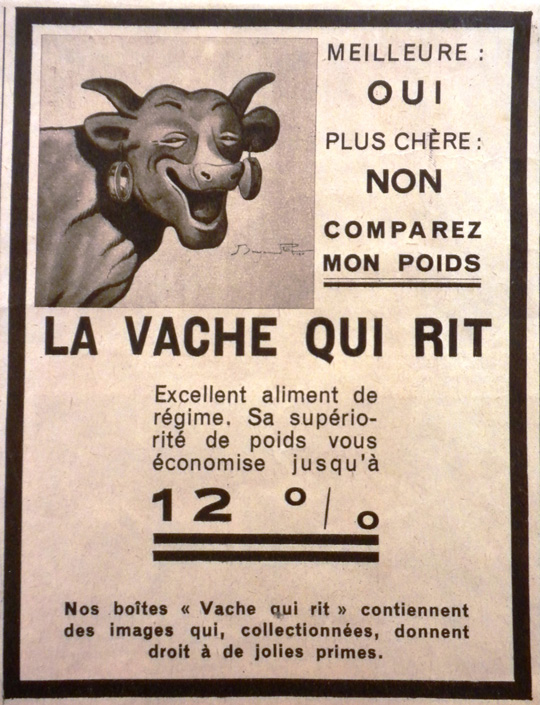 MEILLEURE :
OUI
PLUS CHÈRE :
NON
COMPAREZ
MON POIDS
LA VACHE QUI RIT
Excellent aliment de
régime. Sa supério-
rité de poids vous
économise jusqu'à
12 %
Nos boîtes « Vache qui rit » contiennent
des images qui, collectionnées, donnent
droit à de jolies primes.